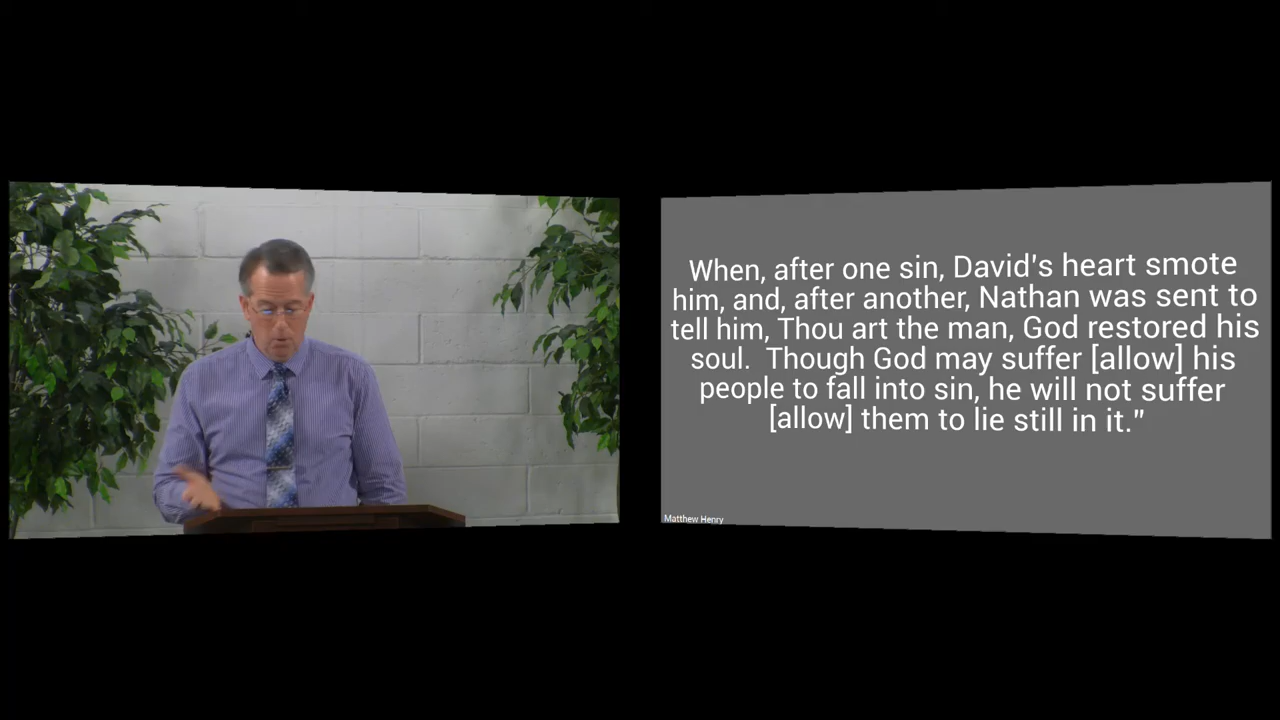 When, after one sin, David's heart smote
him, and, after another, Nathan was sent to
tell him, Thou art the man, God restored his
soul.  Though God may suffer [allow] his
people to fall into sin, he will not suffer
[allow] them to lie still in it."
Matthew Henry